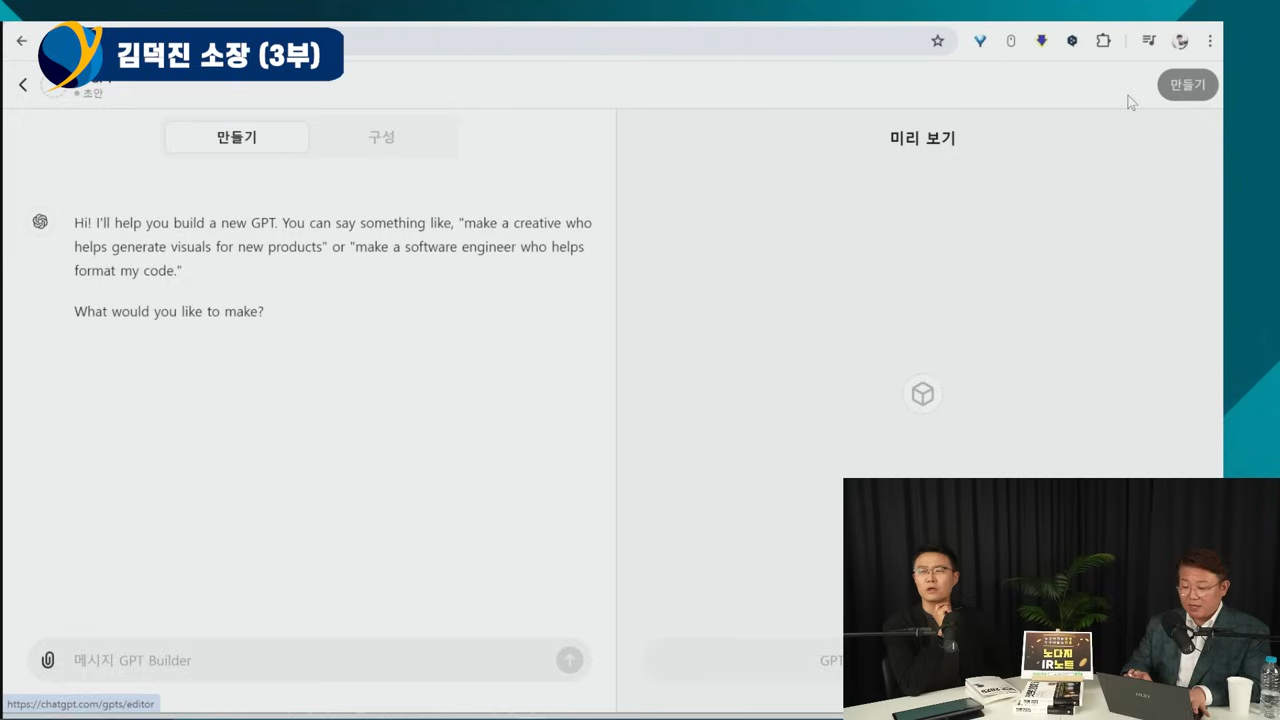 김덕진 소장 (3부)
초안
만들기
만들기
구성
미리 보기
Hi! I'll help you build a new GPT. You can say something like, "make a creative who
helps generate visuals for new products" or "make a software engineer who helps
format my code."
What would you like to make?
메시지 GPT Builder
GPT
https://chatgpt.com/gpts/editor
노다지
IR노트